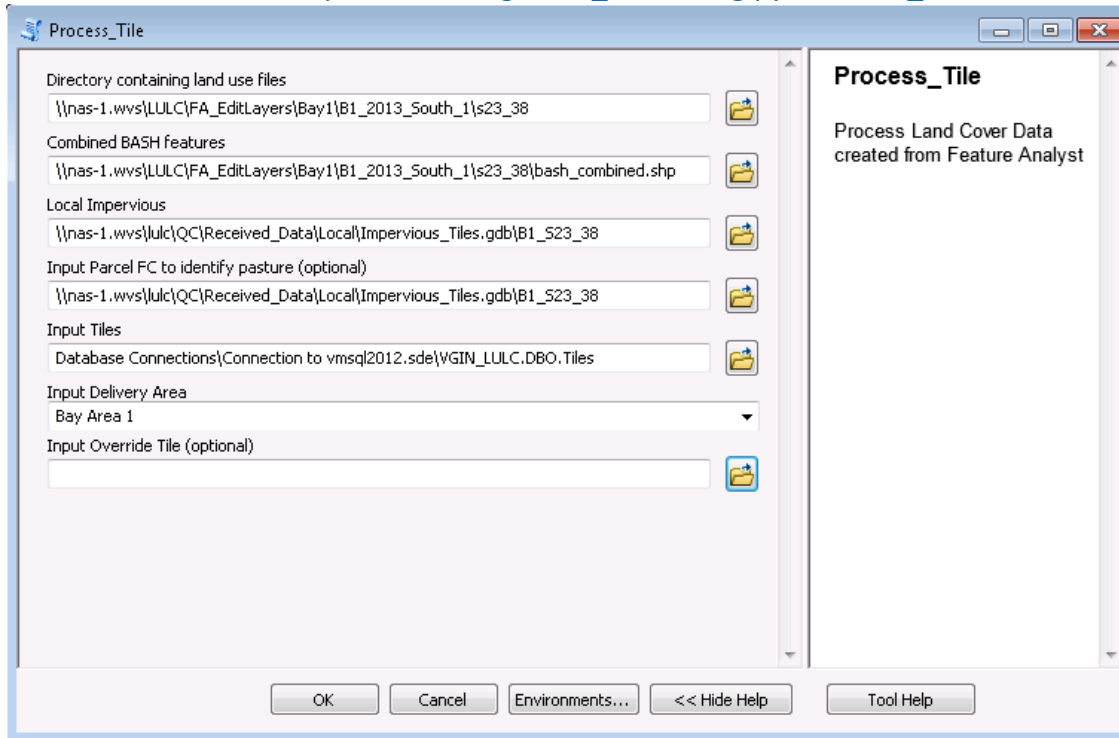 Process_Tile
Directory containing land use files
\\nas-1.wvs\LULC\FA_EditLayers\Bay1\B1_2013_South_1\s23_38
Combined BASH features
\\nas-1.wvs\LULC\FA_EditLayers\Bay1\B1_2013_South_1\s23_38\bash_combined.shp
Local Impervious
\\nas-1.wvs\lulc\QC\Received_Data\Local\Impervious_Tiles.gdb\B1_S23_38
Input Parcel FC to identify pasture (optional)
\\nas-1.wvs\lulc\QC\Received_Data\Local\Impervious_Tiles.gdb\B1_S23_38
Input Tiles
Database Connections\Connection to vmsql2012.sde\VGIN_LULC.DBO.Tiles
Input Delivery Area
Bay Area 1
Input Override Tile (optional)
OK
Cancel
Environments...
<< Hide Help
Process_Tile
Process Land Cover Data
created from Feature Analyst
Tool Help